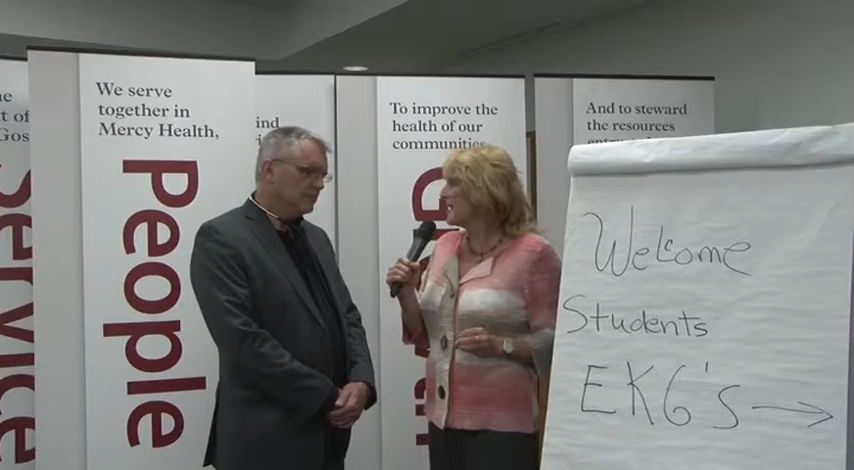 We serve
together in
Mercy Health,
People
To improve the
health of our
communities,
And to steward
the resources
Service
Welcome
Students
EKG's →